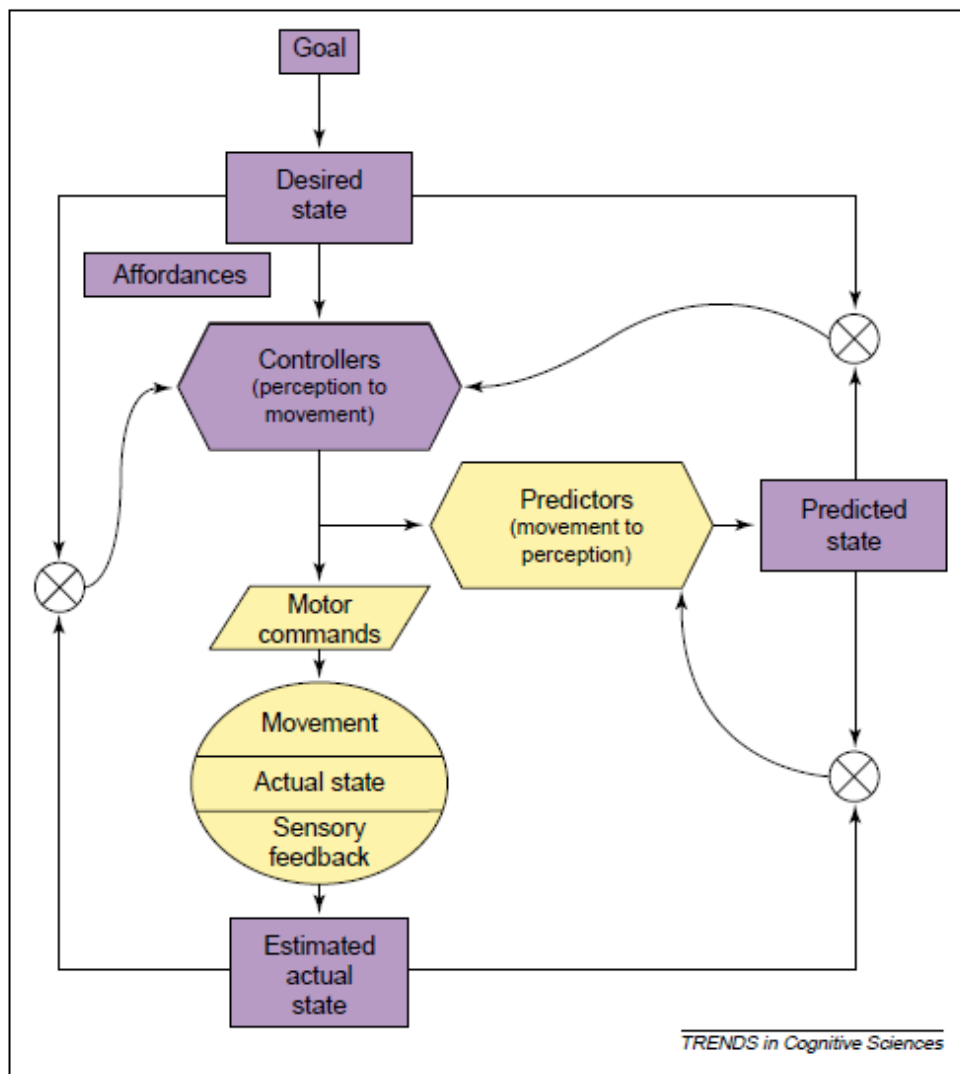 Goal
Desired
state
Affordances
Controllers
(perception to
movement)
Predictors
(movement to
perception)
Predicted
state
Motor
commands
Movement
Actual state
Sensory
feedback
Estimated
actual
state
TRENDS in Cognitive Sciences